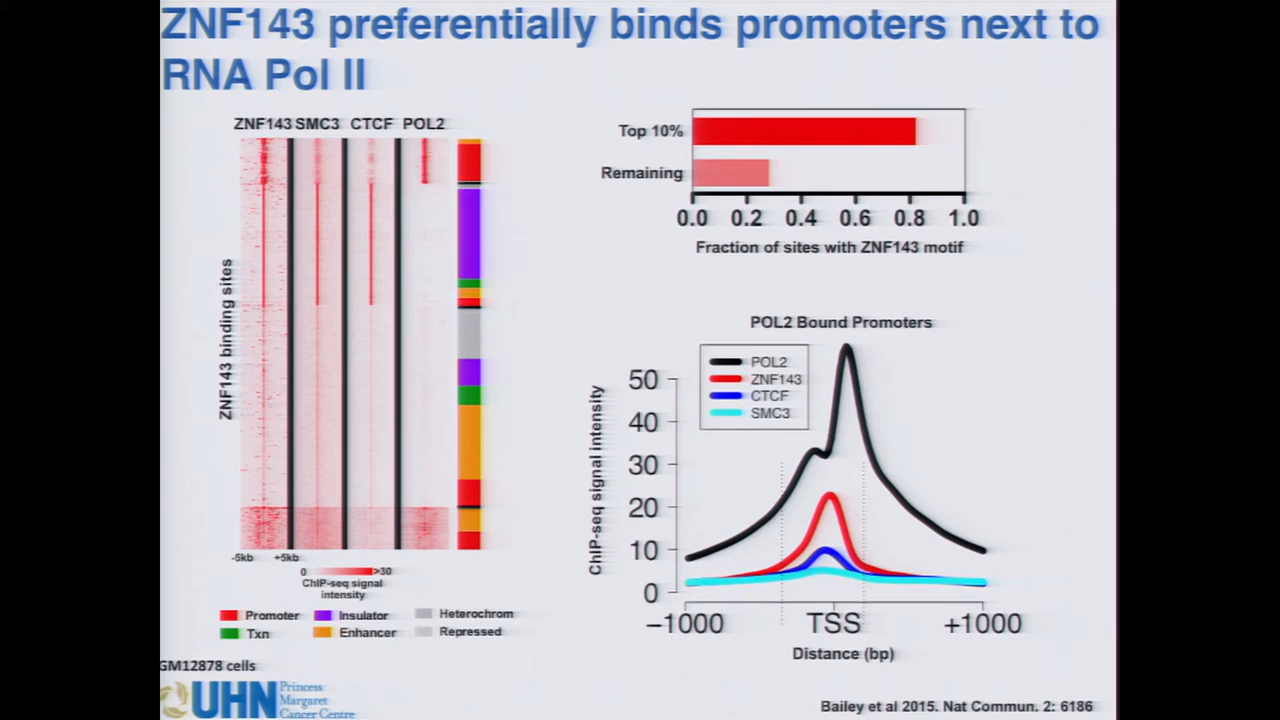 ZNF143 preferentially binds promoters next to
RNA Pol II
ZNF143 SMC3 CTCF POL2
ZNF143 binding sites
-5kb +5kb
0 >30
ChIP-seq signal
intensity
Promoter Insulator Heterochrom
Txn Enhancer Repressed
GM12878 cells
UHN Princess
Margaret
Cancer Centre
Top 10%
Remaining
0.0 0.2 0.4 0.6 0.8 1.0
Fraction of sites with ZNF143 motif
POL2 Bound Promoters
POL2
ZNF143
CTCF
SMC3
ChIP-seq signal intensity
50
40
30
20
10
0
−1000 TSS +1000
Distance (bp)
Bailey et al 2015. Nat Commun. 2: 6186